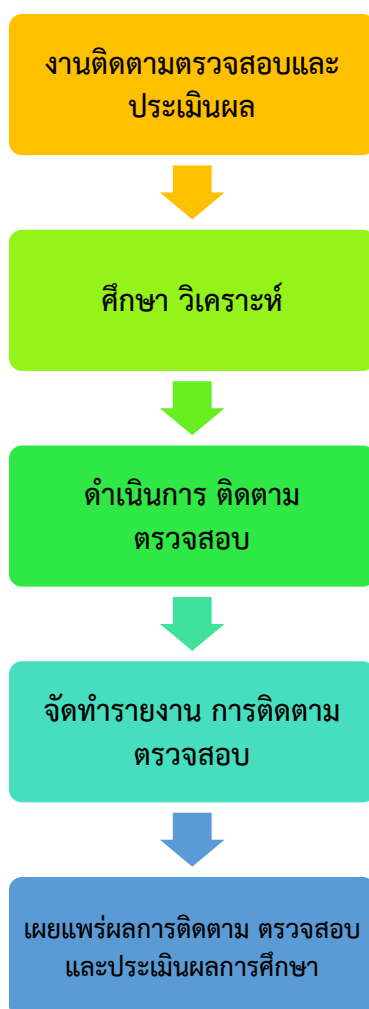 งานติดตามตรวจสอบและ
ประเมินผล
ศึกษา วิเคราะห์
ดำเนินการ ติดตาม
ตรวจสอบ
จัดทำรายงาน การติดตาม
ตรวจสอบ
เผยแพร่ผลการติดตาม ตรวจสอบ
และประเมินผลการศึกษา